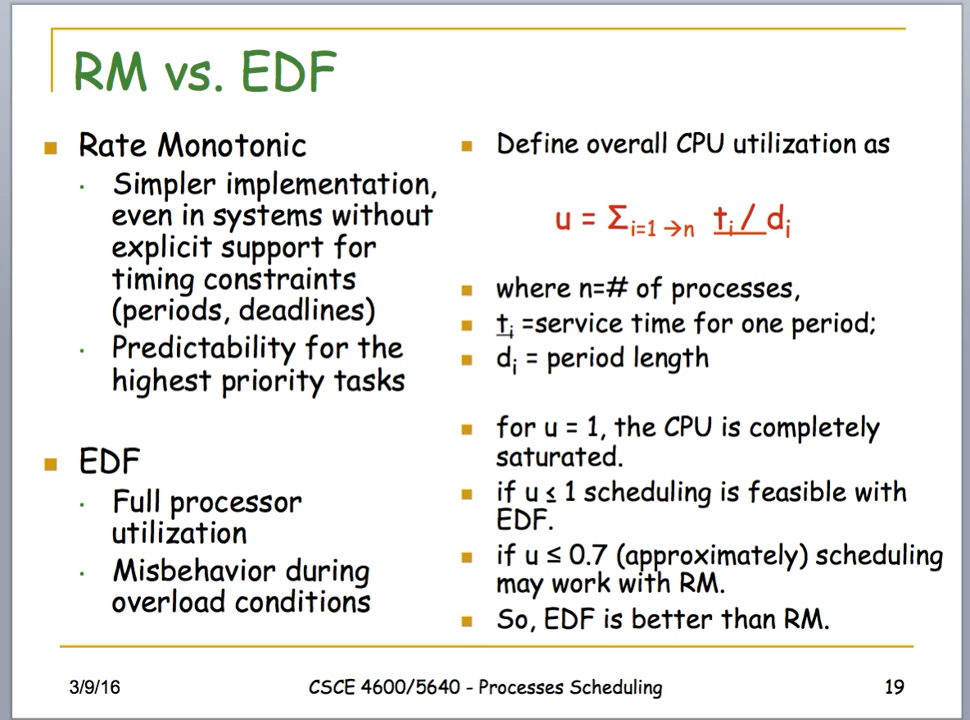 RM vs. EDF
Rate Monotonic
Simpler implementation,
even in systems without
explicit support for
timing constraints
(periods, deadlines)
Predictability for the
highest priority tasks
EDF
Full processor
utilization
Misbehavior during
overload conditions
Define overall CPU utilization as
u = Σi=1→n ti / di
where n=# of processes,
ti =service time for one period;
di = period length
for u = 1, the CPU is completely
saturated.
if u ≤ 1 scheduling is feasible with
EDF.
if u ≤ 0.7 (approximately) scheduling
may work with RM.
So, EDF is better than RM.
3/9/16
CSCE 4600/5640 - Processes Scheduling
19